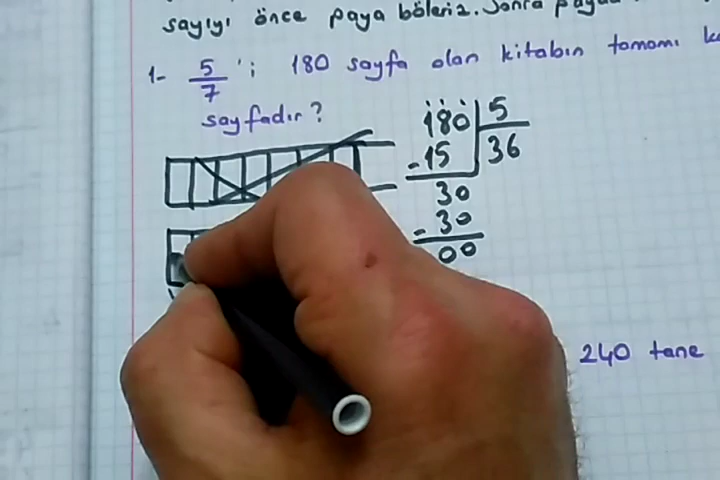 sayıyı önce paya böleriz. Sonra
1- 5/7 'i 180 sayfa olan kitabın tamamı
sayfadır?
180 | 5
- 15 36
30
- 30
00
240 tane